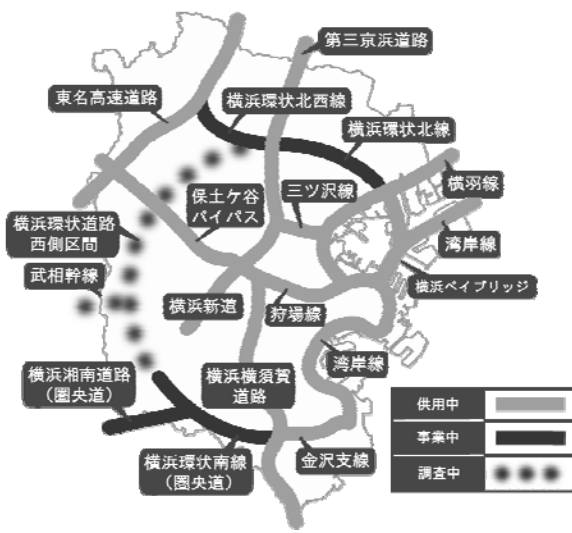 第三京浜道路
東名高速道路
横浜環状北西線
横浜環状北線
横羽線
保土ケ谷
バイパス
三ツ沢線
横浜環状道路
西側区間
湾岸線
武相幹線
横浜新道
狩場線
横浜ベイブリッジ
横浜湘南道路
(圏央道)
横浜横須賀
道路
湾岸線
横浜環状南線
(圏央道)
金沢支線
供用中
事業中
調査中